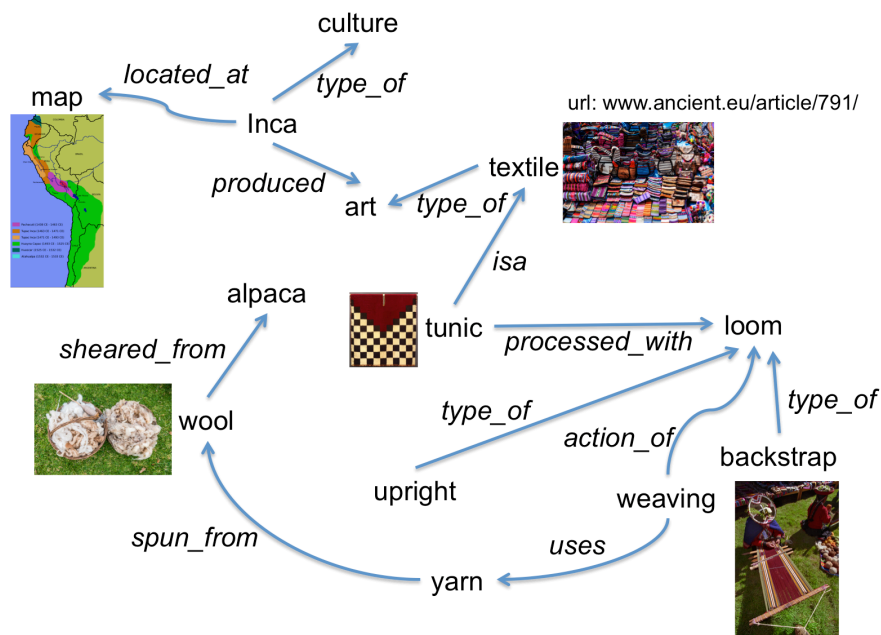 culture
located_at
type_of
map
url: www.ancient.eu/article/791/
Inca
textile
produced
art
type_of
isa
alpaca
tunic
loom
sheared_from
processed_with
type_of
type_of
wool
action_of
backstrap
upright
weaving
spun_from
uses
yarn